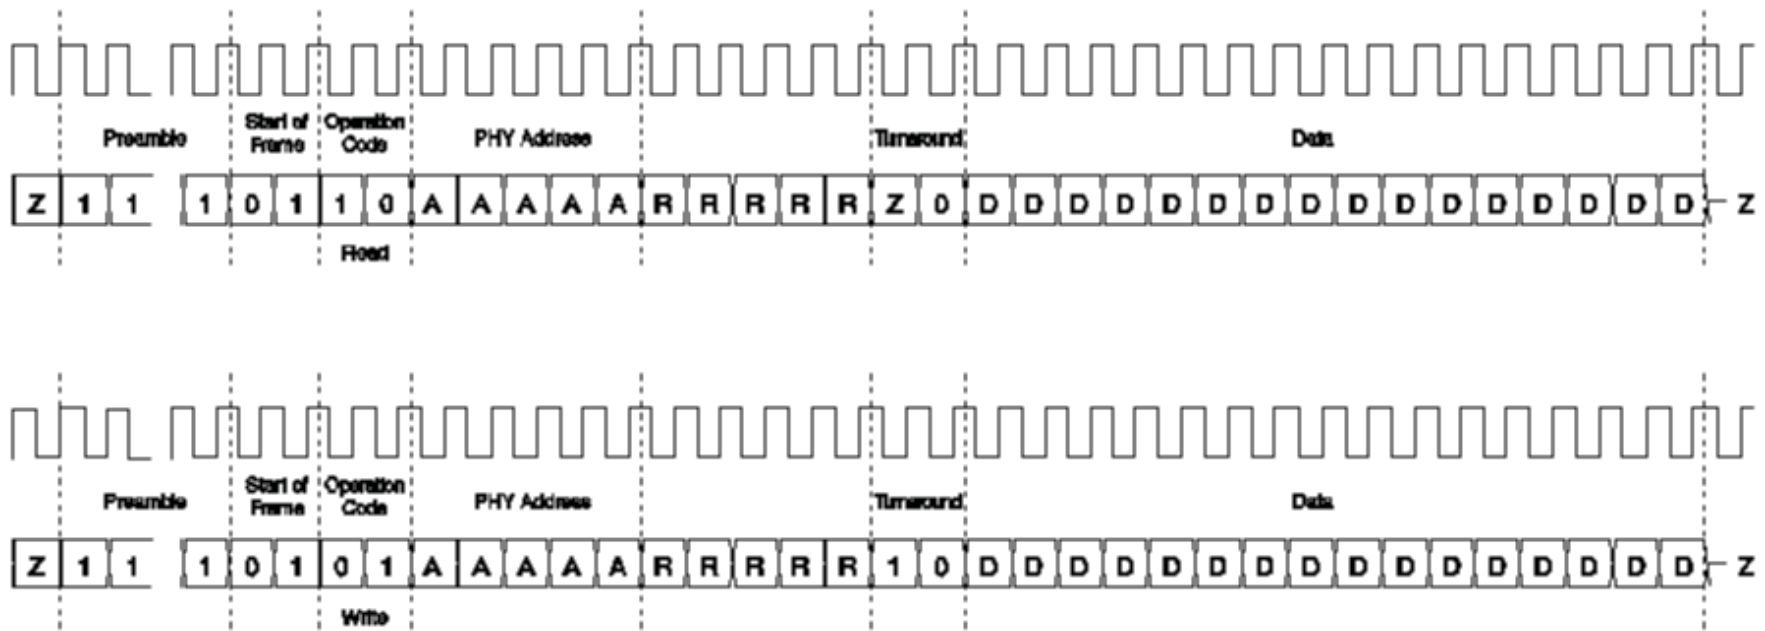 Preamble
Start of
Frame
Operation
Code
PHY Address
Turnaround
Data
Z 1 1 1 0 1 1 0 A A A A A R R R R R Z 0 D D D D D D D D D D D D D D D D Z
Read
Preamble
Start of
Frame
Operation
Code
PHY Address
Turnaround
Data
Z 1 1 1 0 1 0 1 A A A A A R R R R R 1 0 D D D D D D D D D D D D D D D D Z
Write